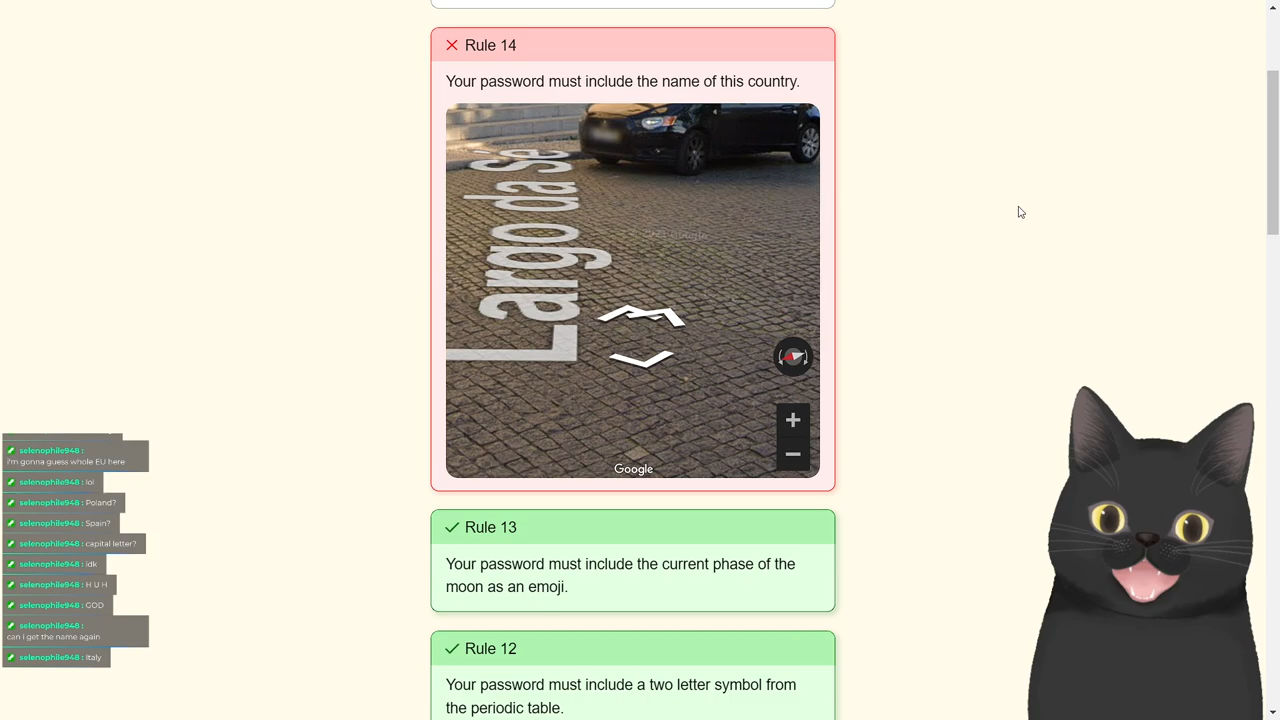 Rule 14
Your password must include the name of this country.
Largo da Sé
Google
Rule 13
Your password must include the current phase of the
moon as an emoji.
Rule 12
Your password must include a two letter symbol from
the periodic table.
selenophile948 :
i'm gonna guess whole EU here
selenophile948 : lol
selenophile948 : Poland?
selenophile948 : Spain?
selenophile948 : capital letter?
selenophile948 : idk
selenophile948 : H U H
selenophile948 : GOD
selenophile948 :
can i get the name again
selenophile948 : Italy